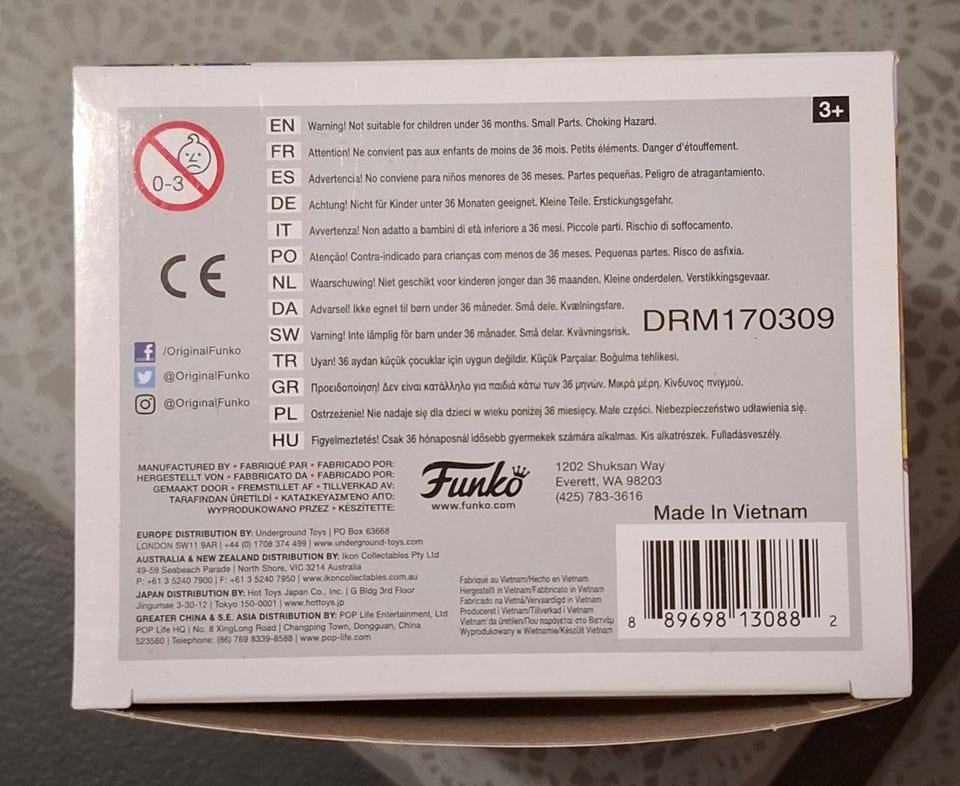 3+
0-3
EN Warning! Not suitable for children under 36 months. Small Parts. Choking Hazard.
FR Attention! Ne convient pas aux enfants de moins de 36 mois. Petits éléments. Danger d'étouffement.
ES Advertencia! No conviene para niños menores de 36 meses. Partes pequeñas. Peligro de atragantamiento.
DE Achtung! Nicht für Kinder unter 36 Monaten geeignet. Kleine Teile. Erstickungsgefahr.
IT Avvertenza! Non adatto a bambini di età inferiore a 36 mesi. Piccole parti. Rischio di soffocamento.
PO Atenção! Contra-indicado para crianças com menos de 36 meses. Pequenas partes. Risco de asfixia.
NL Waarschuwing! Niet geschikt voor kinderen jonger dan 36 maanden. Kleine onderdelen. Verstikkingsgevaar.
DA Advarsel! Ikke egnet til børn under 36 måneder. Små dele. Kvælningsfare.
SW Varning! Inte lämplig för barn under 36 månader. Små delar. Kvävningsrisk.
DRM170309
TR Uyarı! 36 aydan küçük çocuklar için uygun değildir. Küçük Parçalar. Boğulma tehlikesi.
GR Προειδοποίηση! Δεν είναι κατάλληλο για παιδιά κάτω των 36 μηνών. Μικρά μέρη. Κίνδυνος πνιγμού.
PL Ostrzeżenie! Nie nadaje się dla dzieci w wieku poniżej 36 miesięcy. Małe części. Niebezpieczeństwo udławienia się.
HU Figyelmeztetés! Csak 36 hónaposnál idősebb gyermekek számára alkalmas. Kis alkatrészek. Fulladásveszély.
CE
/OriginalFunko
@OriginalFunko
@OriginalFunko
MANUFACTURED BY • FABRIQUÉ PAR • FABRICADO POR:
HERGESTELLT VON • FABBRICATO DA • FABRICADO POR:
GEMAAKT DOOR • FREMSTILLET AF • TILLVERKAD AV:
TARAFINDAN ÜRETİLDİ • ΚΑΤΑΣΚΕΥΑΣΜΕΝΟ ΑΠΌ:
WYPRODUKOWANO PRZEZ • KÉSZÍTETTE:
Funko
www.funko.com
1202 Shuksan Way
Everett, WA 98203
(425) 783-3616
Made In Vietnam
EUROPE DISTRIBUTION BY: Underground Toys | PO Box 63668
LONDON SW11 9AR | +44 (0) 1708 374 499 | www.underground-toys.com
AUSTRALIA & NEW ZEALAND DISTRIBUTION BY: Ikon Collectables Pty Ltd
49-59 Seabeach Parade | North Shore, VIC 3214 Australia
P: +61 3 5240 7900 | F: +61 3 5240 7950 | www.ikoncollectables.com.au
JAPAN DISTRIBUTION BY: Hot Toys Japan Co., Inc. | G Bldg 3rd Floor
Jingumae 3-30-12 | Tokyo 150-0001 | www.hottoys.jp
GREATER CHINA & S.E. ASIA DISTRIBUTION BY: POP Life Entertainment, Ltd
POP Life HQ | No. 8 XingLong Road | Changping Town, Dongguan, China
523560 | Telephone: (86) 769 8339-8588 | www.pop-life.com
Fabriqué au Vietnam/Hecho en Vietnam
Hergestellt in Vietnam/Fabbricato in Vietnam
Fabricado na Vietnã/Vervaardigd in Vietnam
Produceret i Vietnam/Tillverkad i Vietnam
Vietnam'da üretilen/Που παράγεται στο Βιετνάμ
Wyprodukowany w Wietnamie/Készült Vietnam
8 89698 13088 2